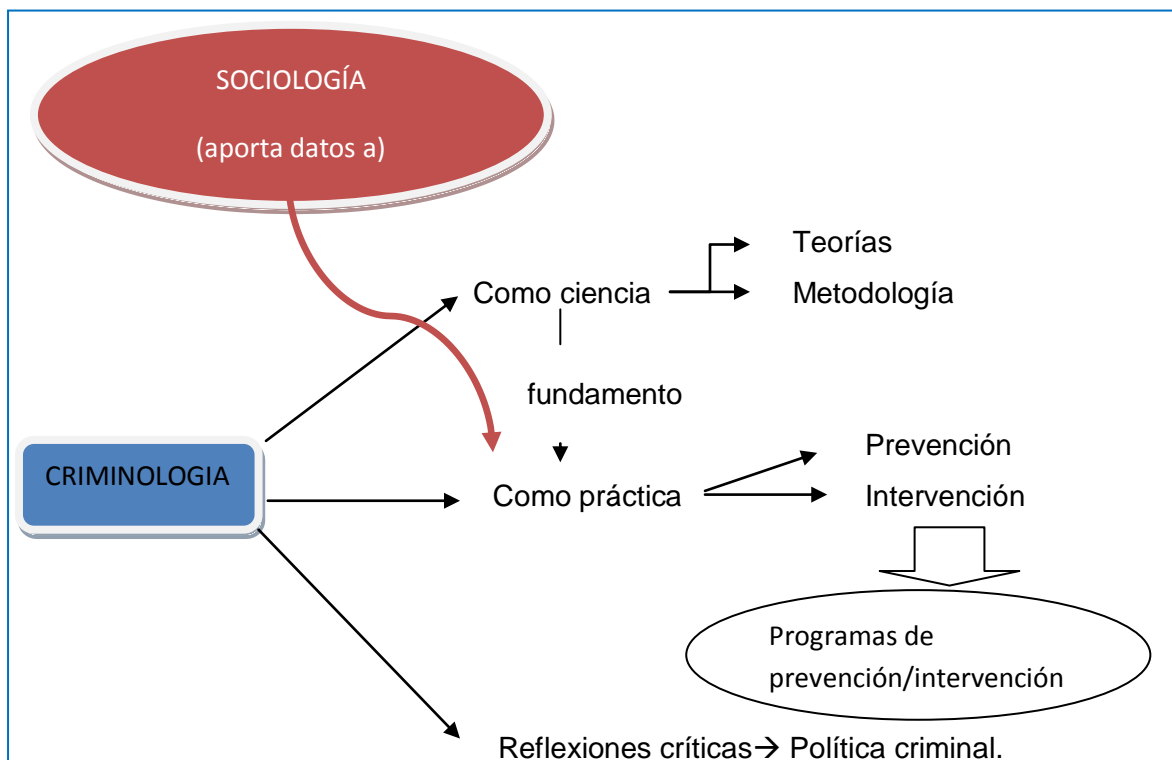 SOCIOLOGÍA
(aporta datos a)
Teorías
Como ciencia
Metodología
fundamento
Prevención
CRIMINOLOGIA
Como práctica
Intervención
Programas de
prevención/intervención
Reflexiones críticas→ Política criminal.